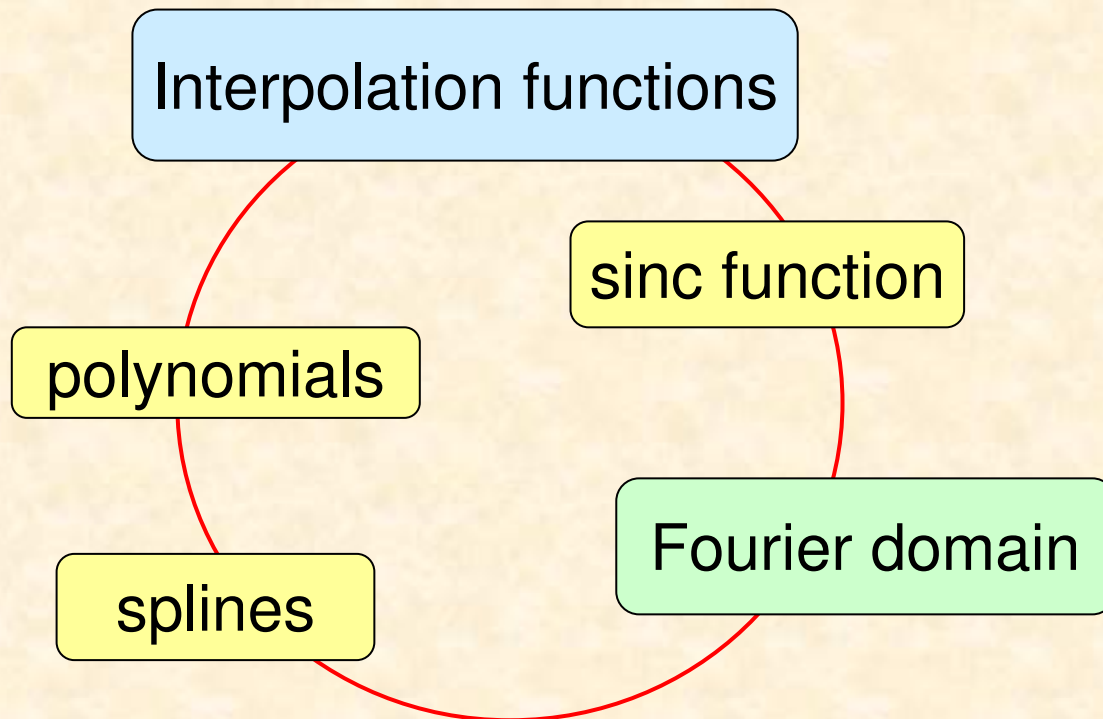 Interpolation functions
sinc function
polynomials
Fourier domain
splines